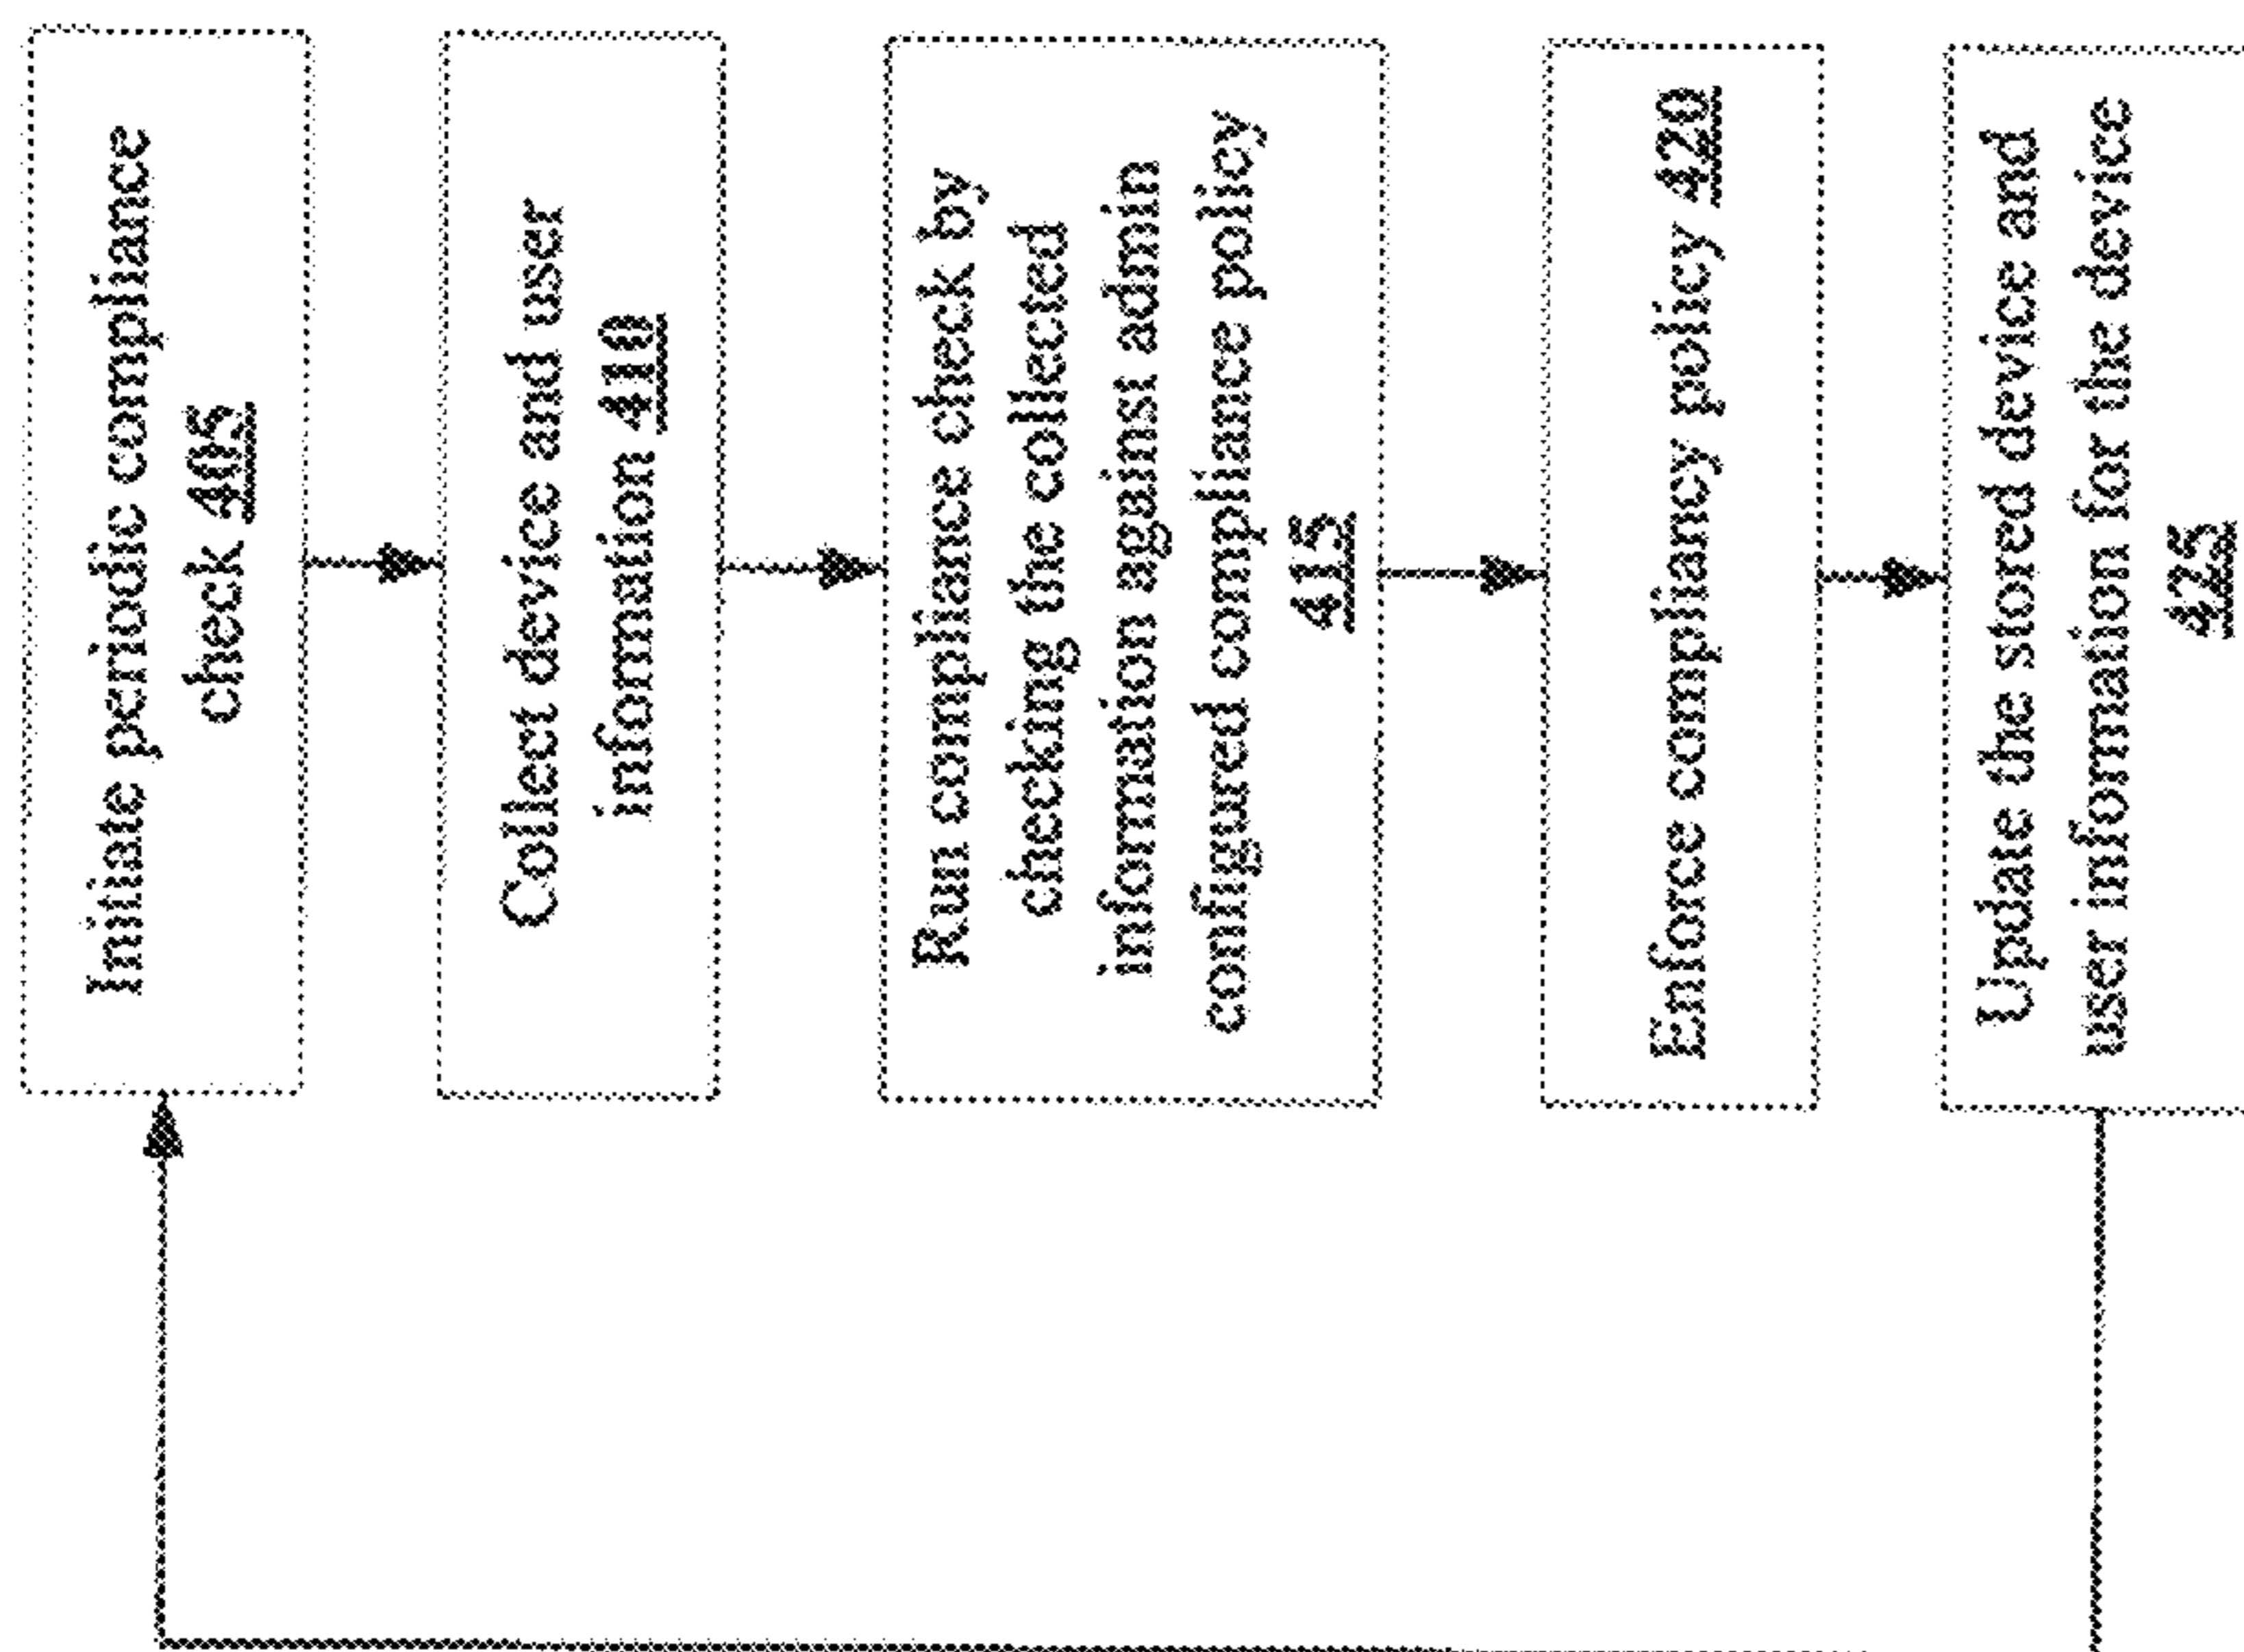 Initiate periodic compliance
check 405
Collect device and user
information 410
Run compliance check by
checking the collected
information against admin
configured compliance policy
415
Enforce compliancy policy 420
Update the stored device and
user information for the device
425